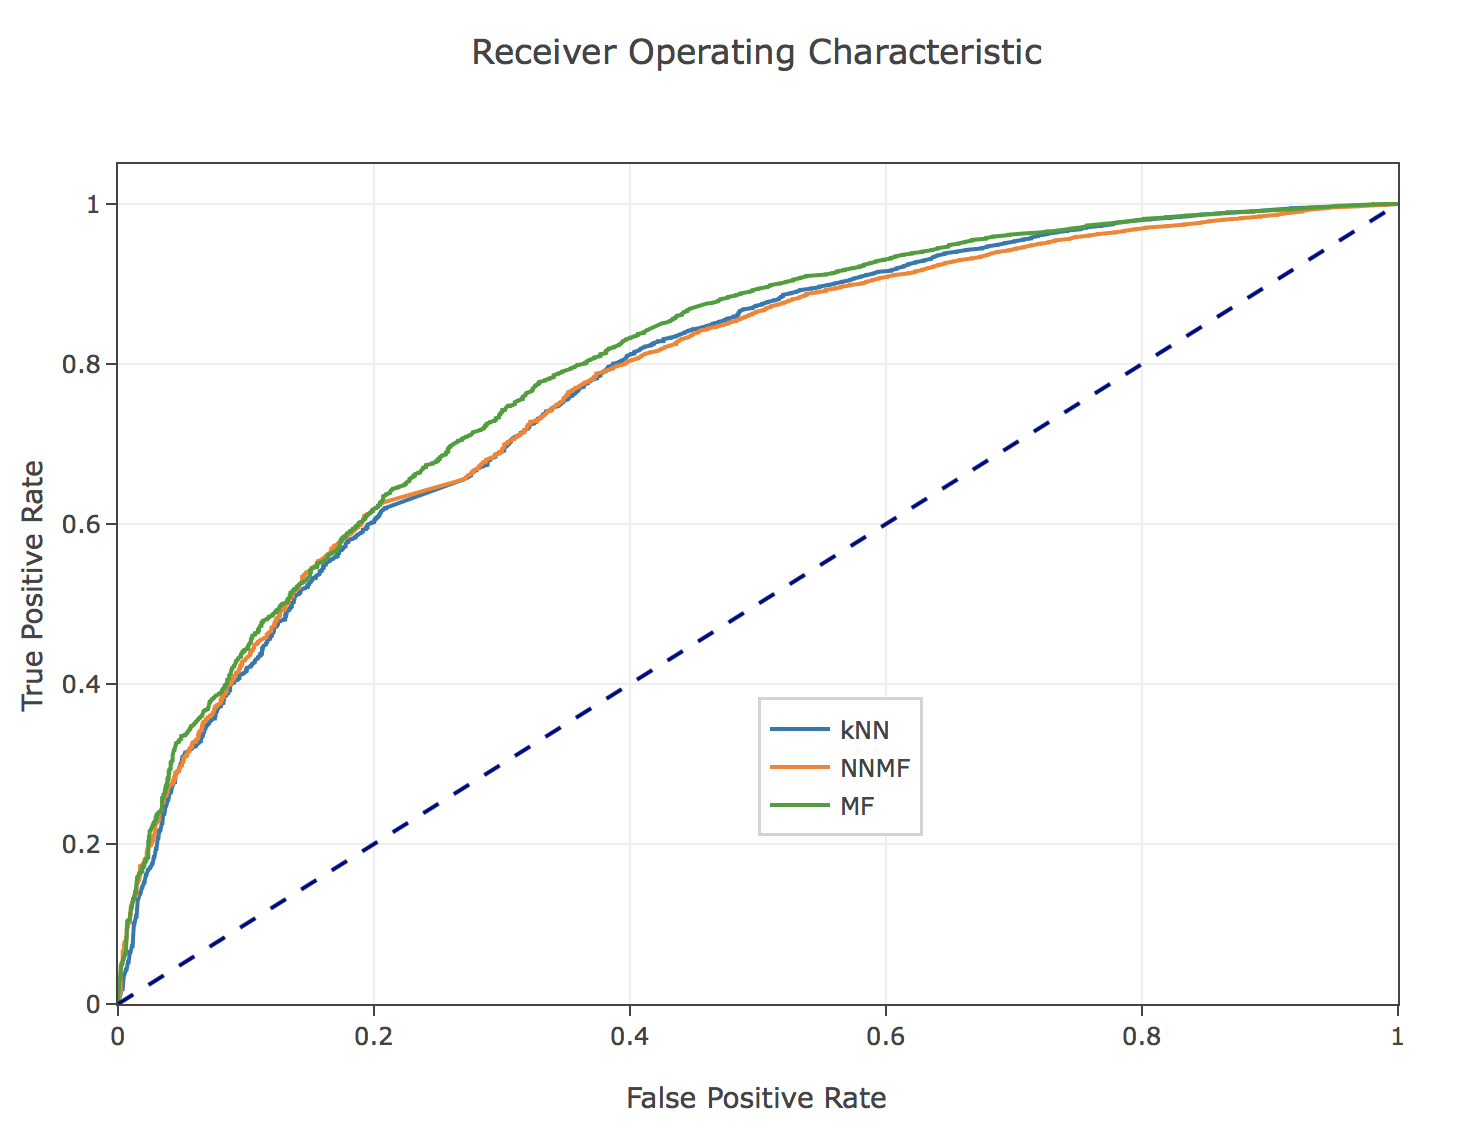 Receiver Operating Characteristic
1
0.8
0.6
0.4
0.2
0
True Positive Rate
kNN
NNMF
MF
0
0.2
0.4
0.6
0.8
1
False Positive Rate